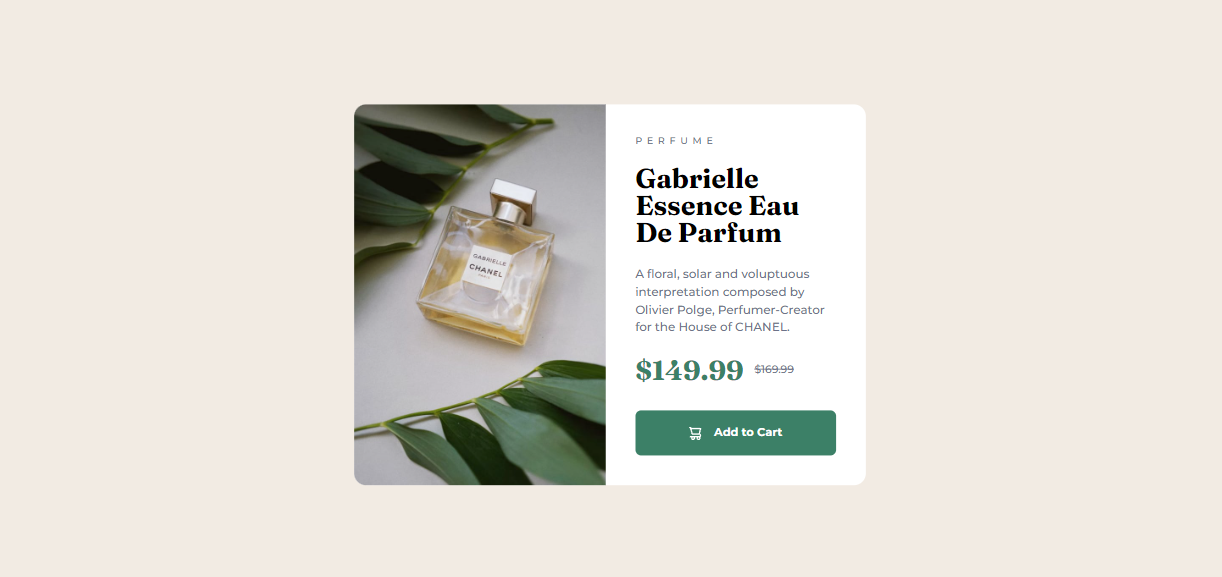 PERFUME
Gabrielle
Essence Eau
De Parfum
A floral, solar and voluptuous
interpretation composed by
Olivier Polge, Perfumer-Creator
for the House of CHANEL.
$149.99 $169.99
Add to Cart
GABRIELLE
CHANEL
PARIS